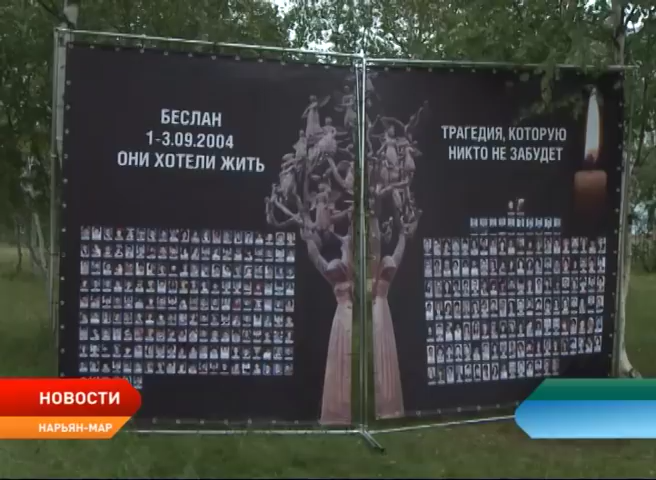 БЕСЛАН
1-3.09.2004
ОНИ ХОТЕЛИ ЖИТЬ
ТРАГЕДИЯ, КОТОРУЮ
НИКТО НЕ ЗАБУДЕТ
НОВОСТИ
НАРЬЯН-МАР